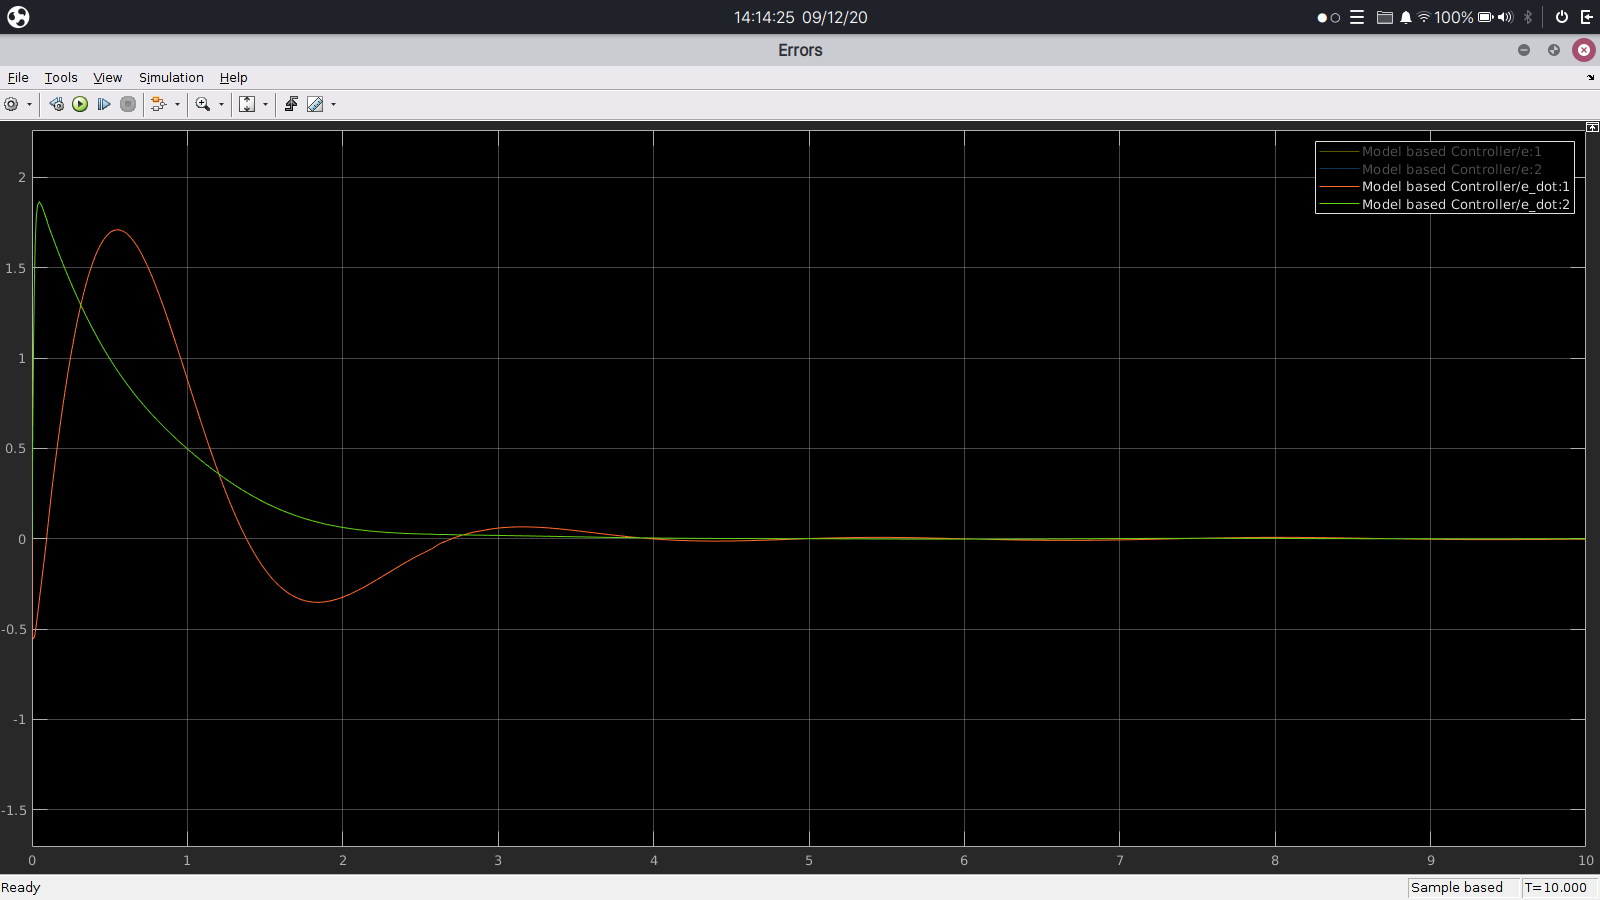 14:14:25 09/12/20
100%
Errors
File Tools View Simulation Help
Model based Controller/e:1
Model based Controller/e:2
Model based Controller/e_dot:1
Model based Controller/e_dot:2
2
1.5
1
0.5
0
-0.5
-1
-1.5
0 1 2 3 4 5 6 7 8 9 10
Ready
Sample based
T=10.000